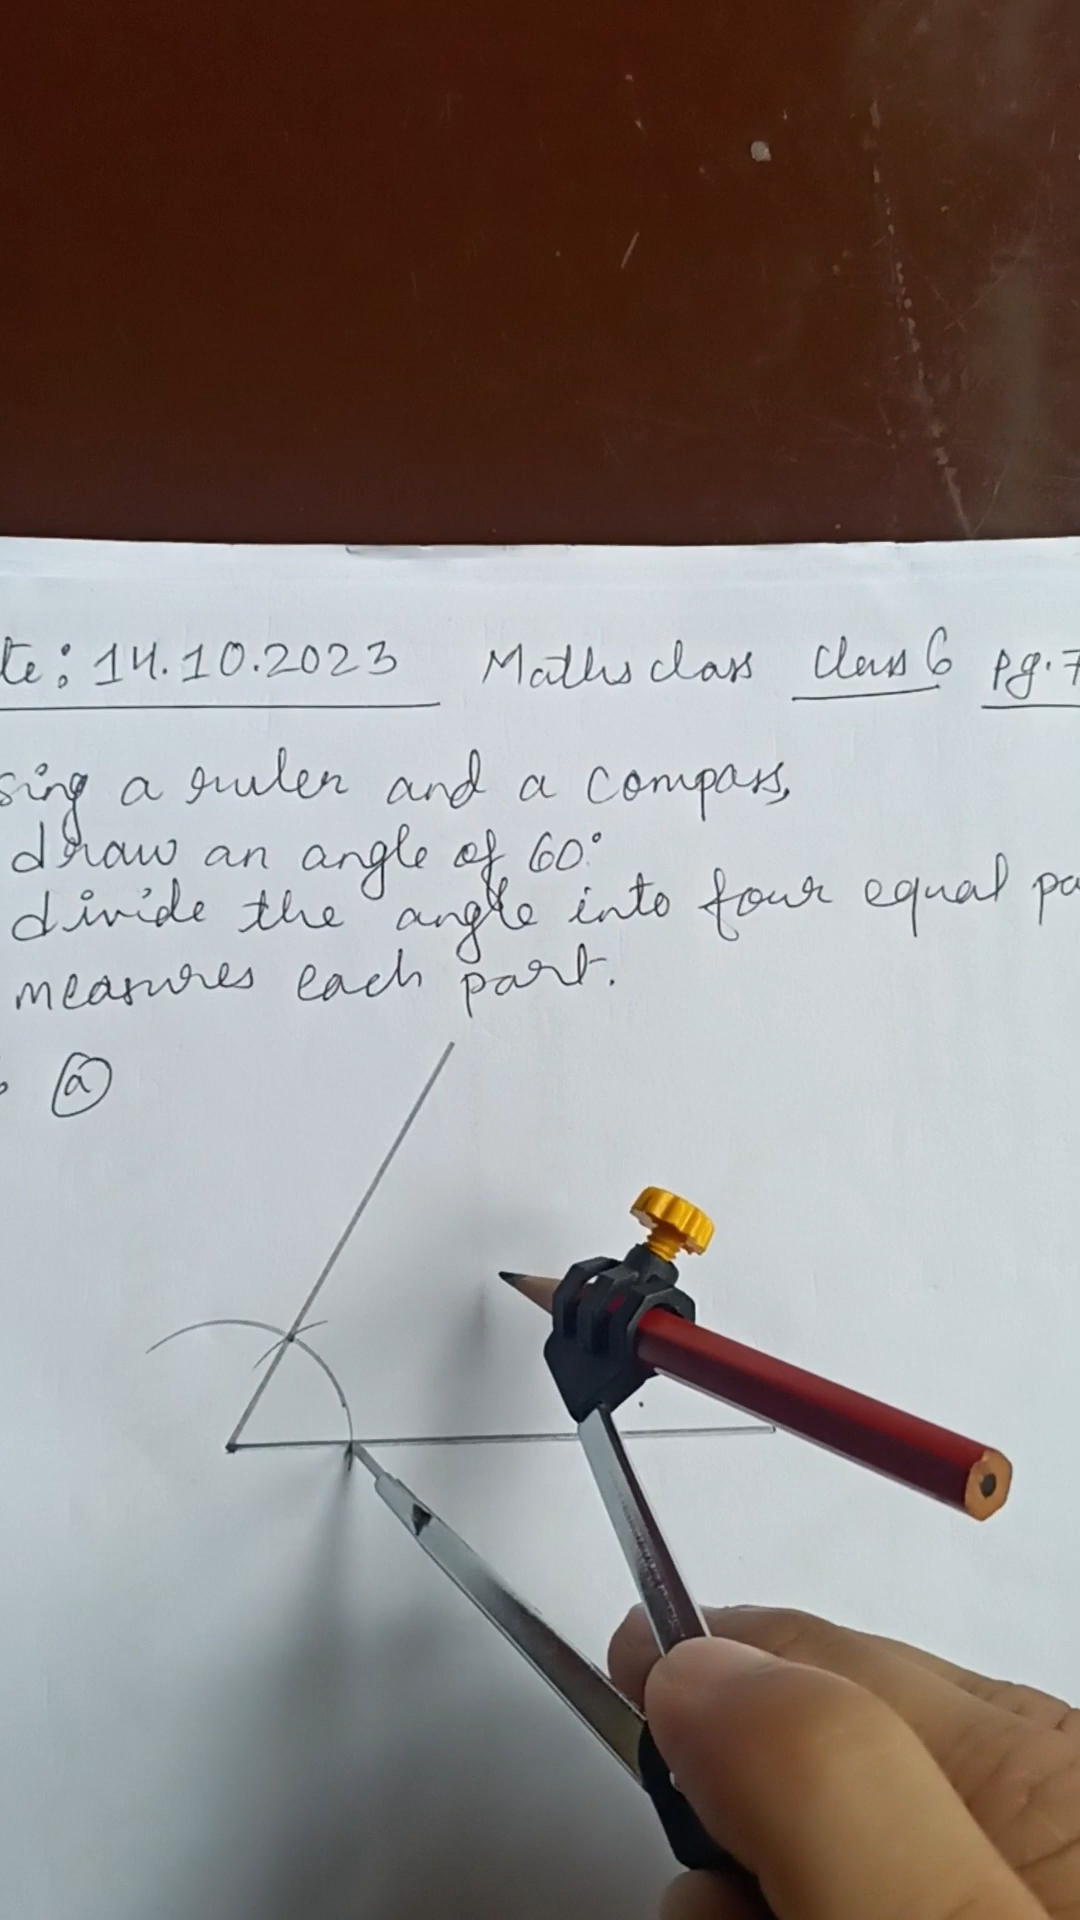 te: 14.10.2023 Maths class Class 6 pg. 7
sing a ruler and a compass,
draw an angle of 60°.
divide the angle into four equal pa
measures each part.
a